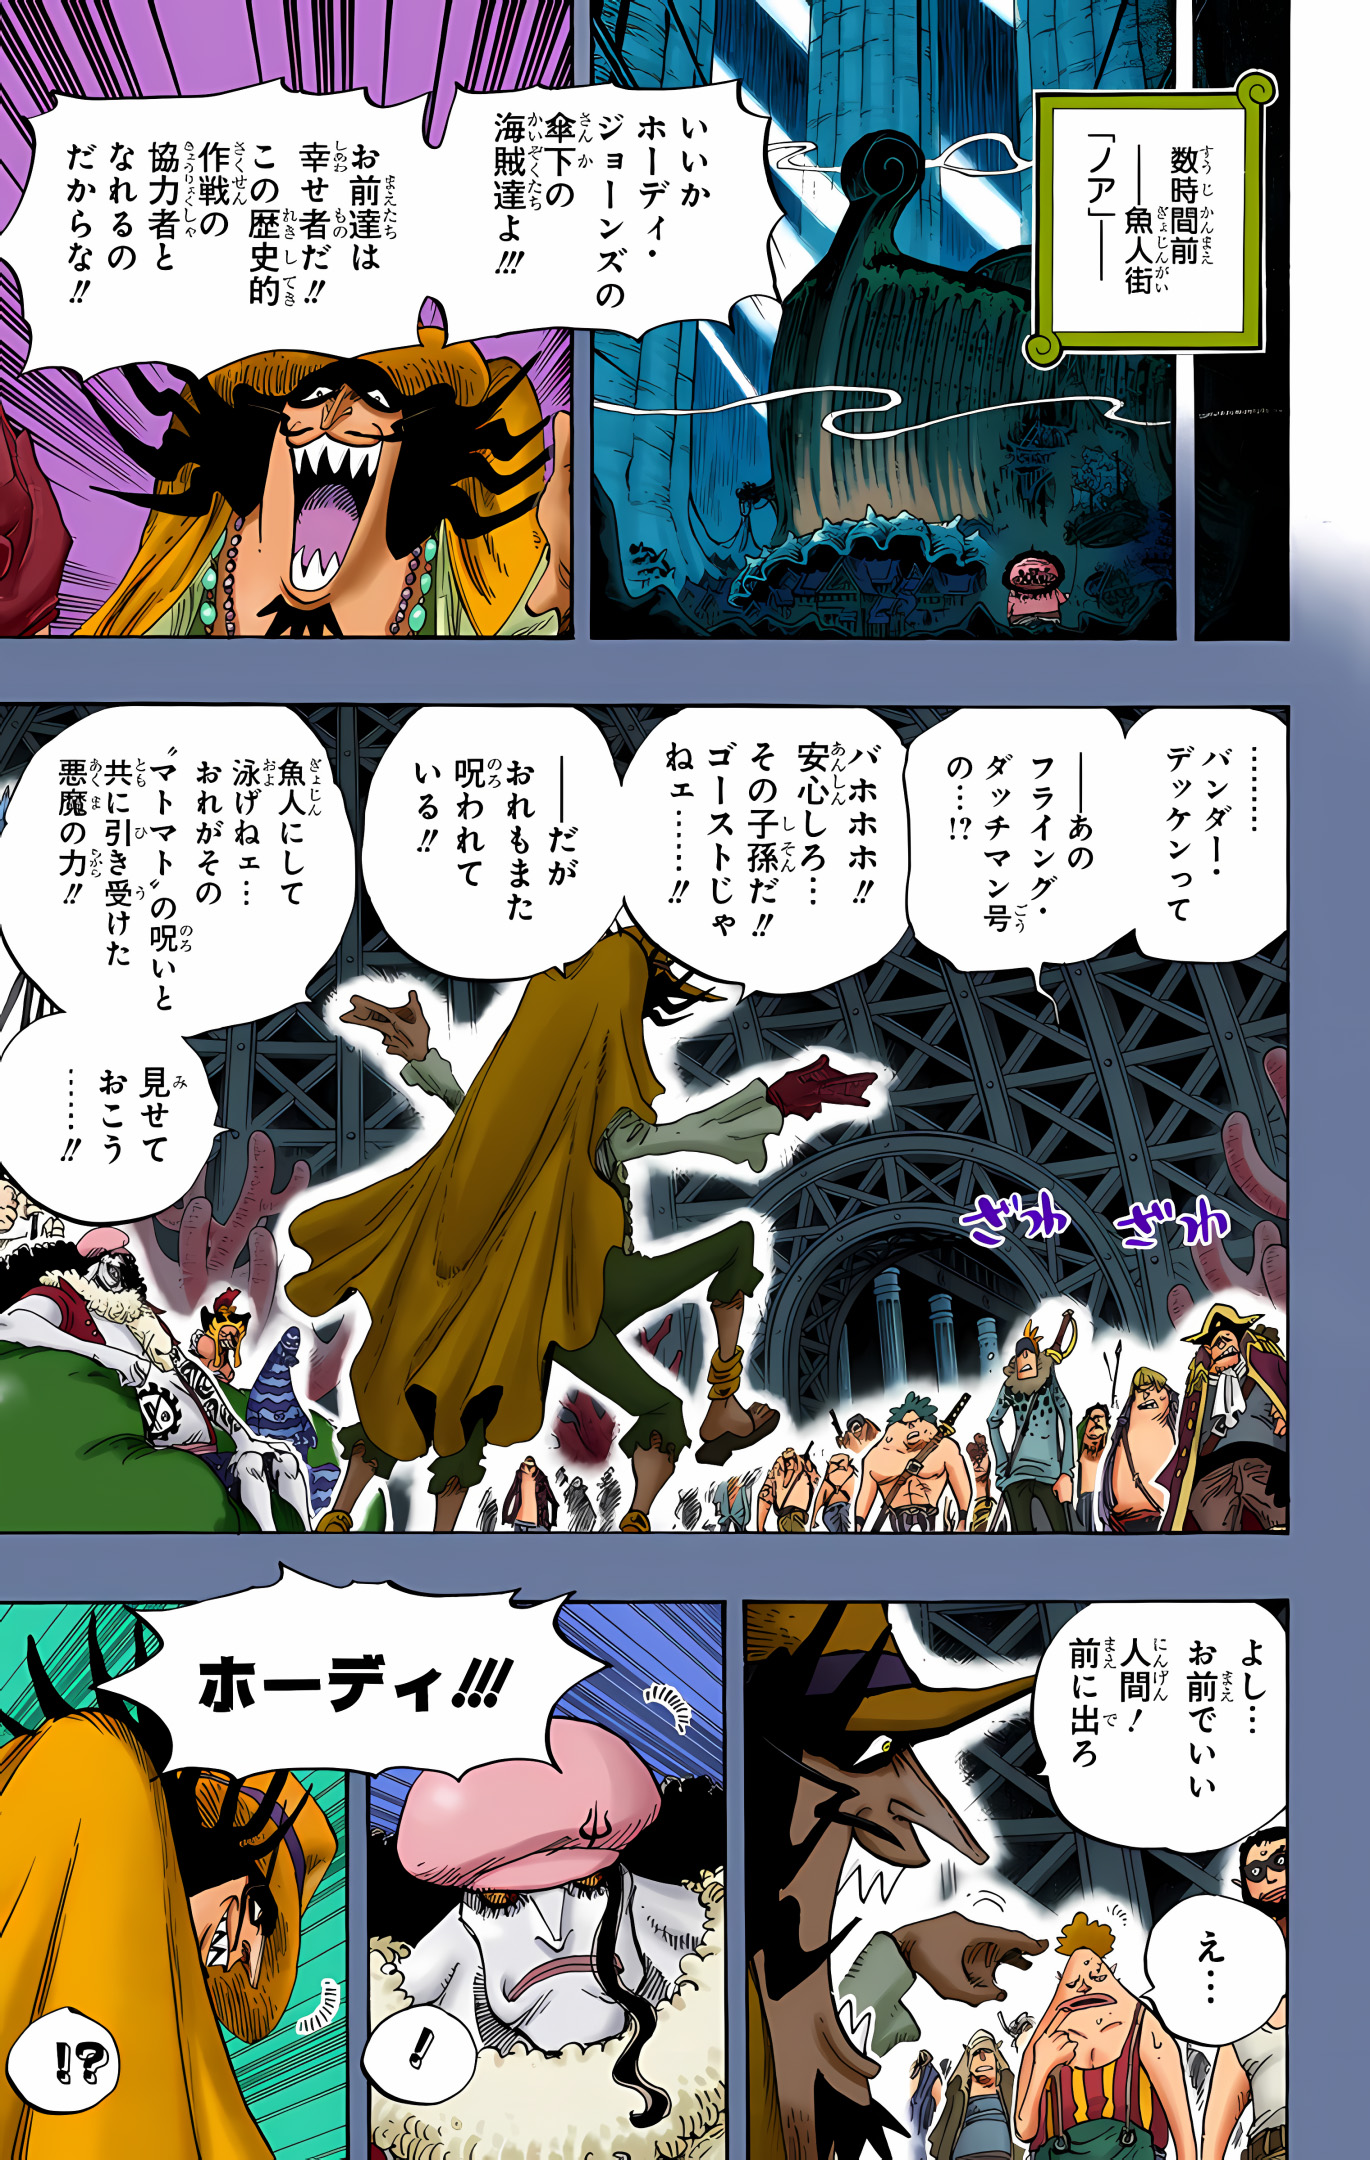 数時間前
──魚人街
「ノア」──
いいか
ホーディ・
ジョーンズの
傘下の
海賊達よ!!!
お前達は
幸せ者だ!!
この歴史的
作戦の
協力者と
なれるの
だからな!!
………
バンダー・
デッケンって
──あの
フライング・
ダッチマン号
の…!?
バホホホ!!
安心しろ…
その子孫だ!!
ゴーストじゃ
ねェ……!!
──だが
おれもまた
呪われて
いる!!
魚人にして
泳げねェ…
おれがその
〝マトマト〟の呪いと
共に引き受けた
悪魔の力!!
見せて
おこう
……!!
ざわ
ざわ
よし…
お前でいい
人間!
前に出ろ
え…
ホーディ!!!
!
!?